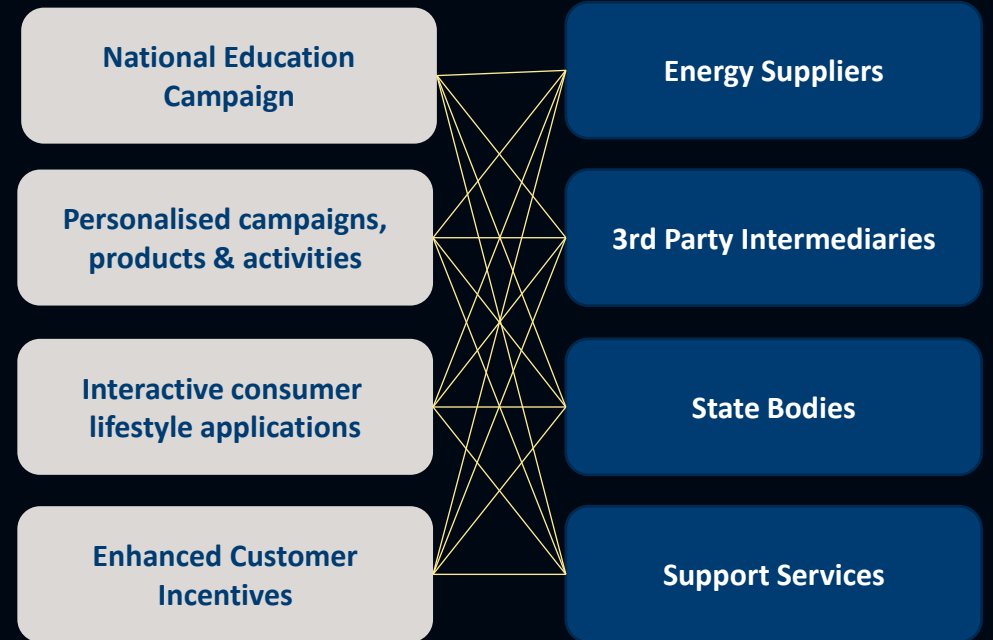 National Education
Campaign
Energy Suppliers
Personalised campaigns,
products & activities
3rd Party Intermediaries
Interactive consumer
lifestyle applications
State Bodies
Enhanced Customer
Incentives
Support Services